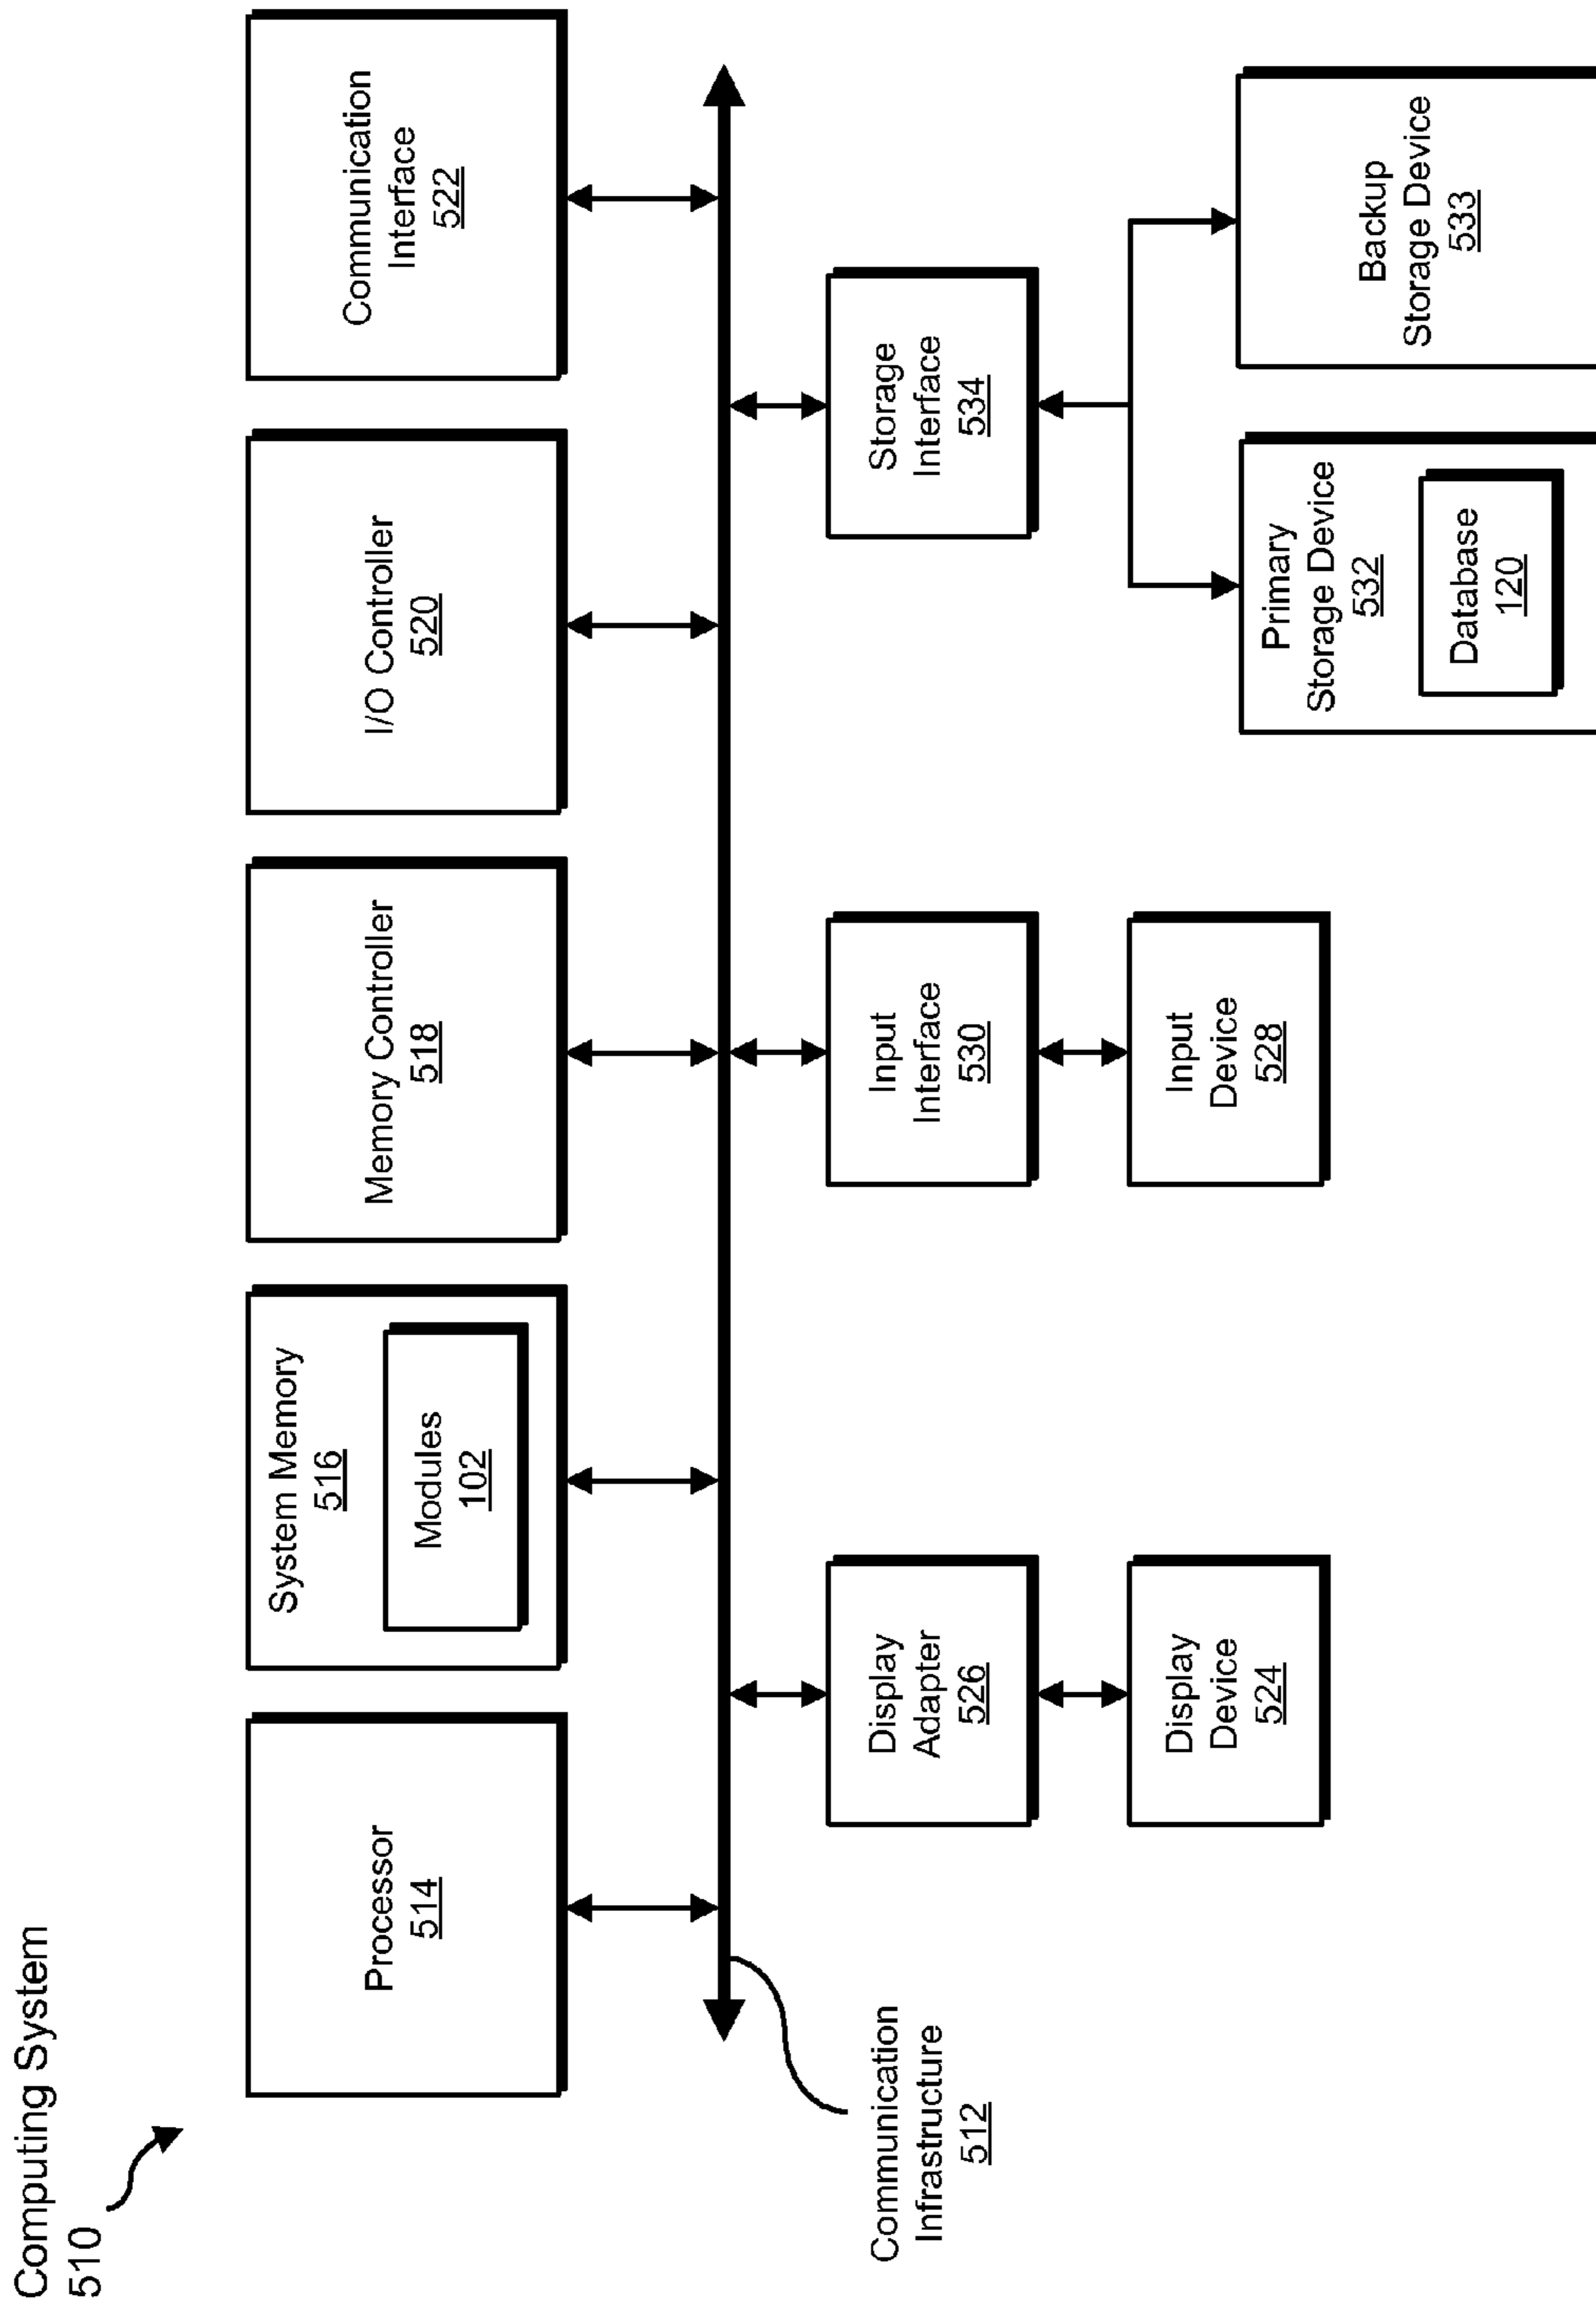 Computing System
510
Processor
514
System Memory
516
Modules
102
Memory Controller
518
I/O Controller
520
Communication
Interface
522
Communication
Infrastructure
512
Display
Adapter
526
Input
Interface
530
Storage
Interface
534
Display
Device
524
Input
Device
528
Primary
Storage Device
532
Database
120
Backup
Storage Device
533